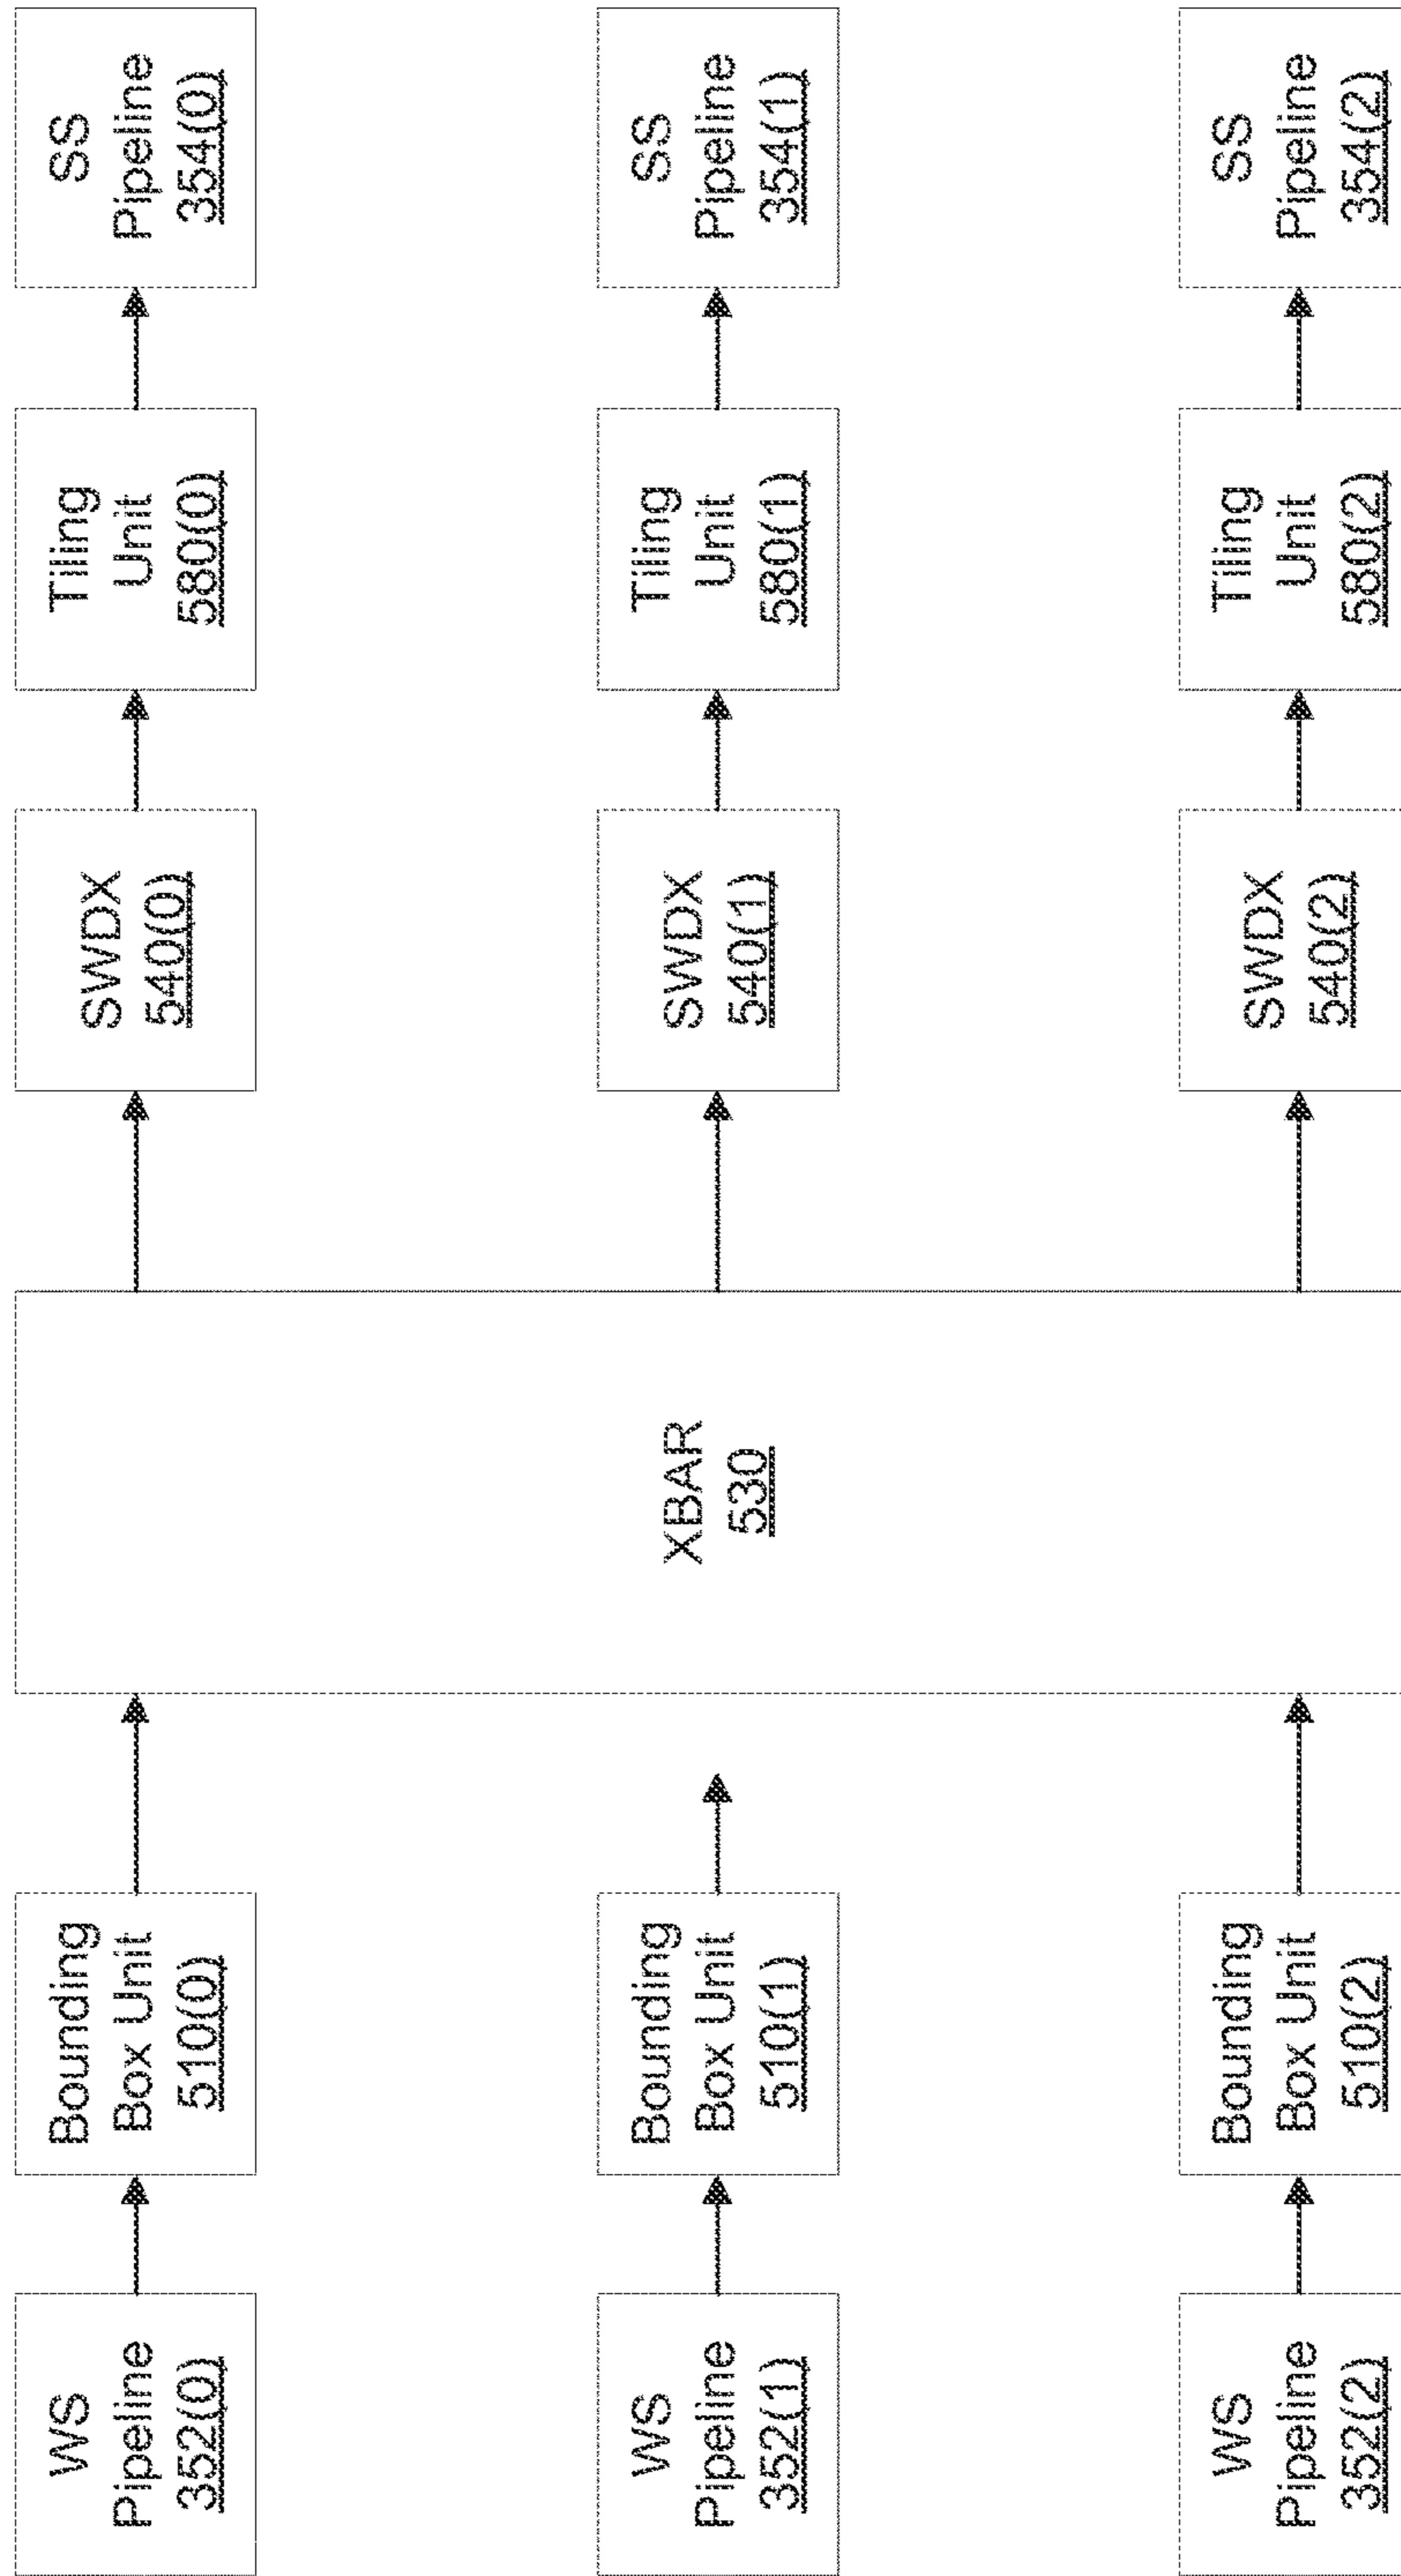 WS
Pipeline
352(0)
Bounding
Box Unit
510(0)
SWDX
540(0)
Tiling
Unit
580(0)
SS
Pipeline
354(0)
WS
Pipeline
352(1)
Bounding
Box Unit
510(1)
XBAR
530
SWDX
540(1)
Tiling
Unit
580(1)
SS
Pipeline
354(1)
WS
Pipeline
352(2)
Bounding
Box Unit
510(2)
SWDX
540(2)
Tiling
Unit
580(2)
SS
Pipeline
354(2)